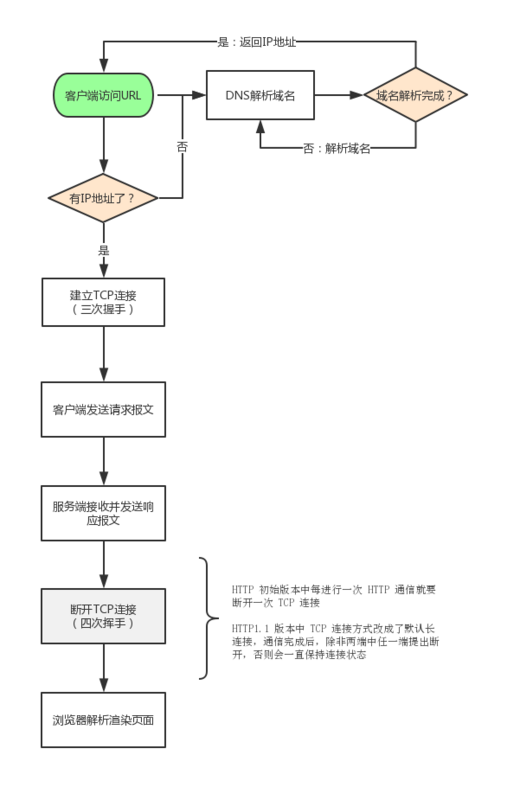 是：返回IP地址
客户端访问URL
DNS解析域名
域名解析完成？
否
否：解析域名
有IP地址了？
是
建立TCP连接
（三次握手）
客户端发送请求报文
服务端接收并发送响
应报文
断开TCP连接
（四次挥手）
HTTP 初始版本中每进行一次 HTTP 通信就要
断开一次 TCP 连接
HTTP1.1 版本中 TCP 连接方式改成了默认长
连接，通信完成后，除非两端中任一端提出断
开，否则会一直保持连接状态
浏览器解析渲染页面